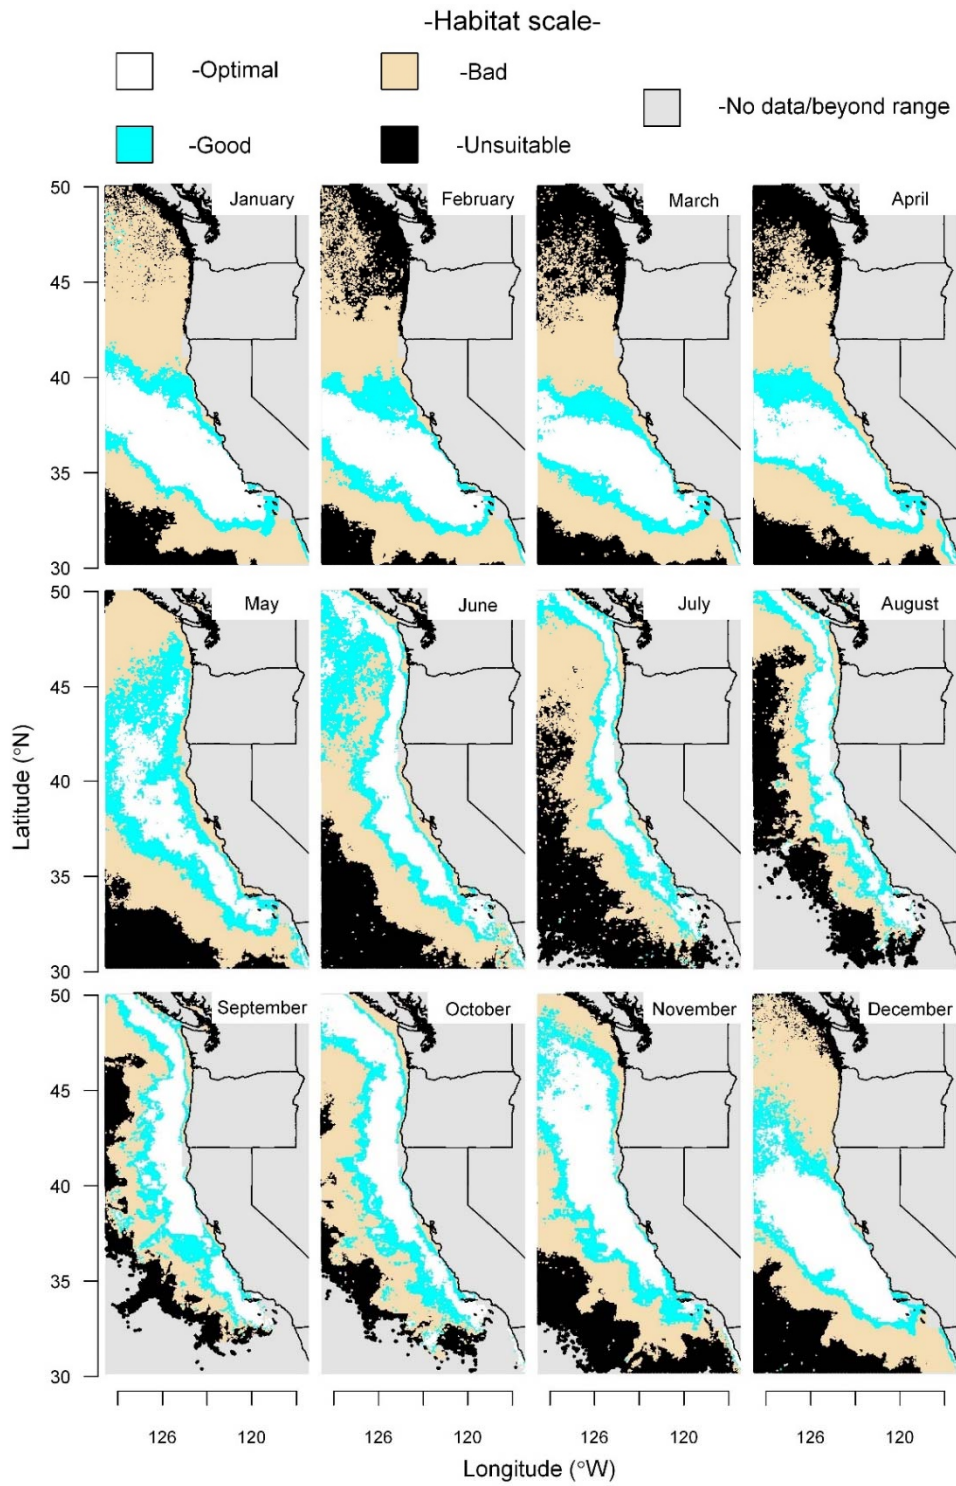 -Habitat scale-
-Optimal
-Bad
-No data/beyond range
-Good
-Unsuitable
50
January
February
March
April
45
40
35
30
50
May
June
July
August
45
40
35
30
Latitude (°N)
50
September
October
November
December
45
40
35
30
126
120
126
120
126
120
126
120
Longitude (°W)